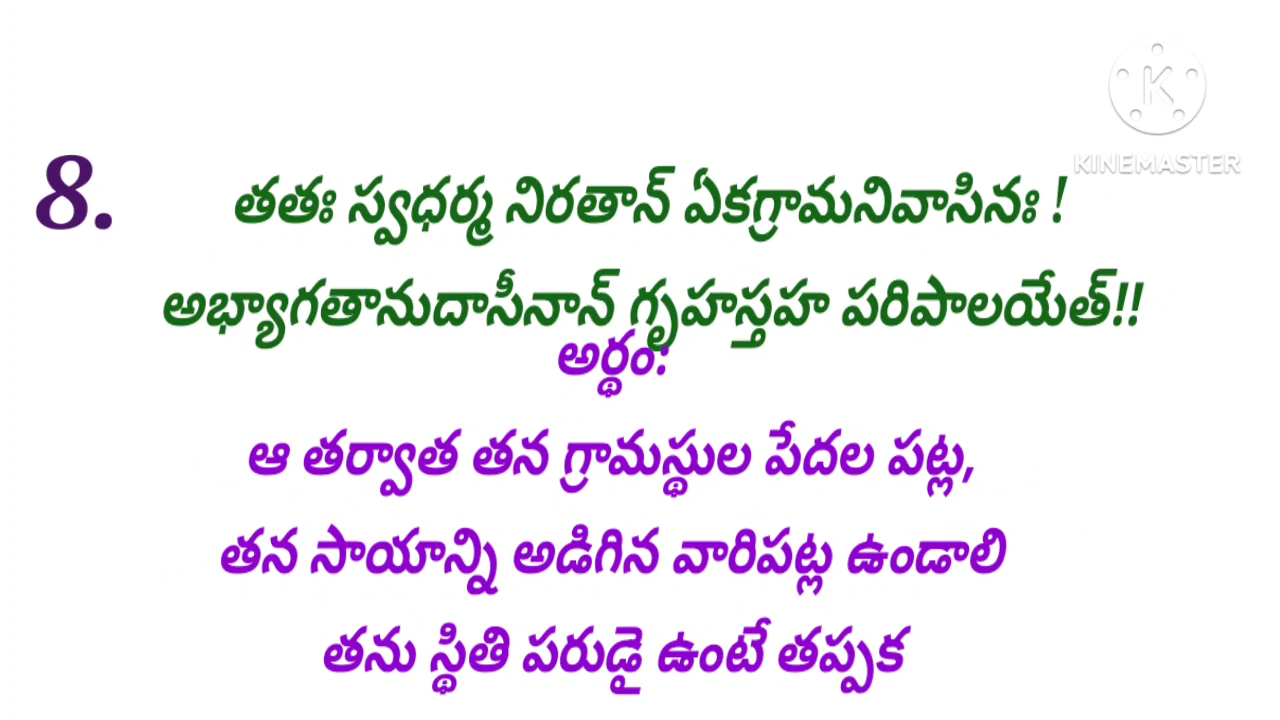 KINEMASTER
8. తతః స్వధర్మ నిరతాన్ ఏకగ్రామనివాసినః !
అభ్యాగతానుదాసీనాన్ గృహస్తహ పరిపాలయేత్!!
అర్థం:
ఆ తర్వాత తన గ్రామస్థుల పేదల పట్ల,
తన సాయాన్ని అడిగిన వారిపట్ల ఉండాలి
తను స్థితి పరుడై ఉంటే తప్పక